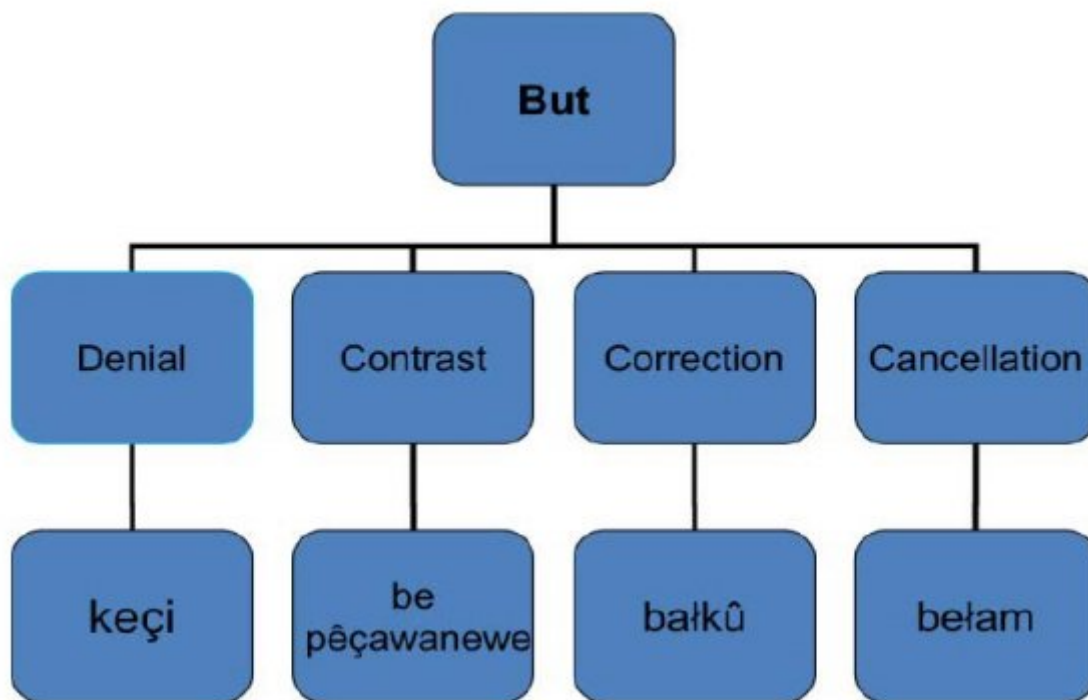 But
Denial
Contrast
Correction
Cancellation
keçi
be
pêçawanewe
bałkû
bełam